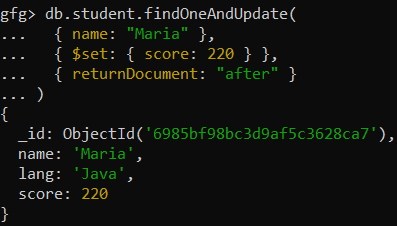 gfg> db.student.findOneAndUpdate(
...   { name: "Maria" },
...   { $set: { score: 220 } },
...   { returnDocument: "after" }
... )
{
  _id: ObjectId('6985bf98bc3d9af5c3628ca7'),
  name: 'Maria',
  lang: 'Java',
  score: 220
}